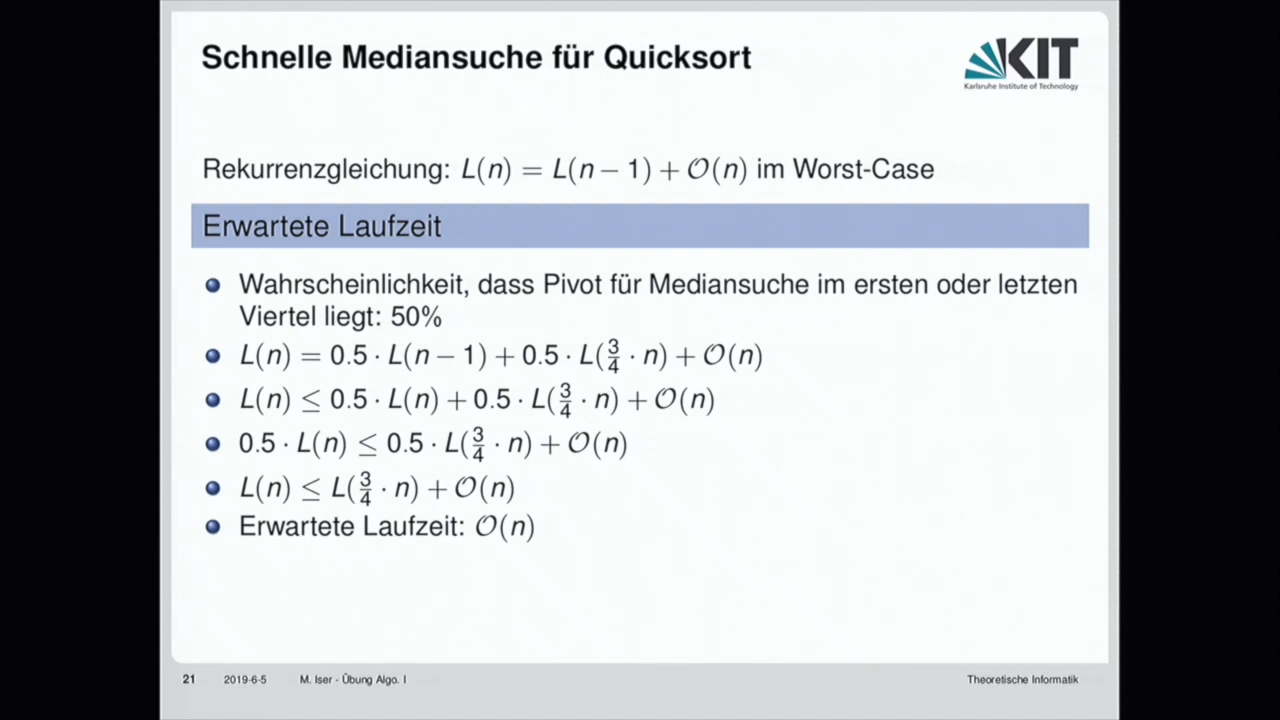 Schnelle Mediansuche für Quicksort
KIT
Karlsruhe Institute of Technology
Rekurrenzgleichung: L(n) = L(n − 1) + O(n) im Worst-Case
Erwartete Laufzeit
Wahrscheinlichkeit, dass Pivot für Mediansuche im ersten oder letzten
Viertel liegt: 50%
L(n) = 0.5 · L(n − 1) + 0.5 · L(3/4 · n) + O(n)
L(n) ≤ 0.5 · L(n) + 0.5 · L(3/4 · n) + O(n)
0.5 · L(n) ≤ 0.5 · L(3/4 · n) + O(n)
L(n) ≤ L(3/4 · n) + O(n)
Erwartete Laufzeit: O(n)
21 2019-6-5 M. Iser - Übung Algo. I Theoretische Informatik